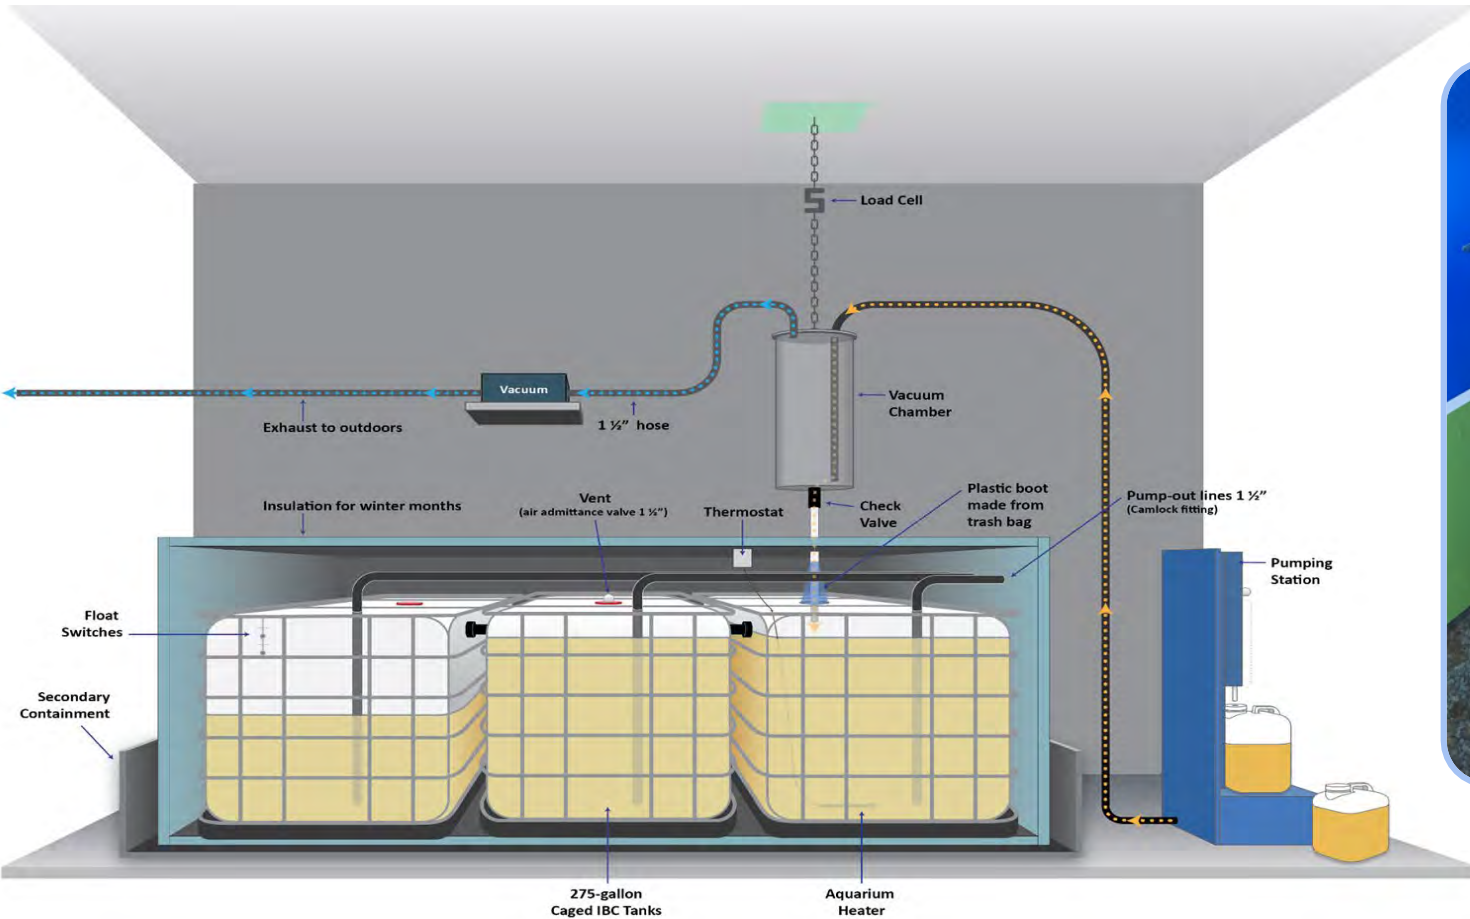 Load Cell
Vacuum
Vacuum
Chamber
Exhaust to outdoors
1 ½” hose
Insulation for winter months
Vent
(air admittance valve 1 ½”)
Thermostat
Check
Valve
Plastic boot
made from
trash bag
Pump-out lines 1 ½”
(Camlock fitting)
Pumping
Station
Float
Switches
Secondary
Containment
275-gallon
Caged IBC Tanks
Aquarium
Heater